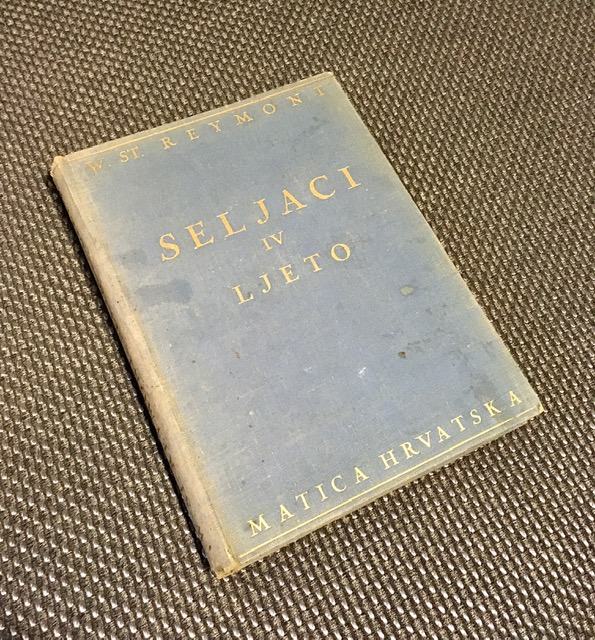 W. ST. REYMONT
SELJACI
IV
LJETO
MATICA HRVATSKA